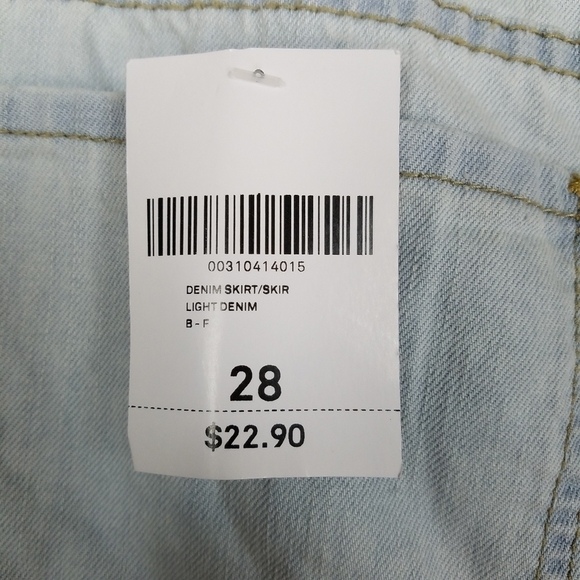 00310414015
DENIM SKIRT/SKIR
LIGHT DENIM
B - F
28
$22.90